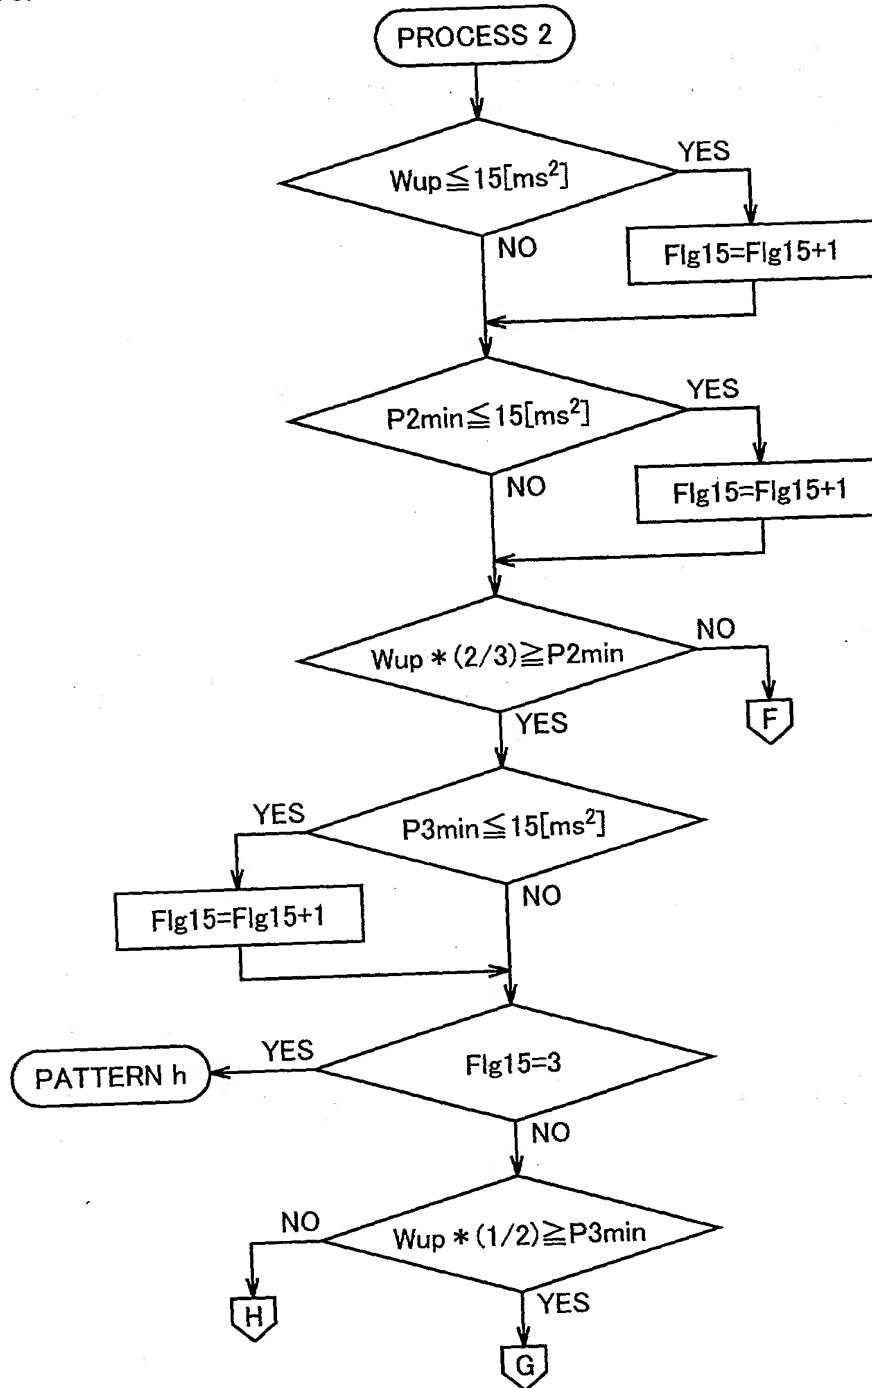 PROCESS 2
Wup≦15[ms²]
YES
NO
Flg15=Flg15+1
P2min≦15[ms²]
YES
NO
Flg15=Flg15+1
Wup*(2/3)≧P2min
NO
F
YES
P3min≦15[ms²]
YES
NO
Flg15=Flg15+1
Flg15=3
YES
PATTERN h
NO
Wup*(1/2)≧P3min
NO
H
YES
G